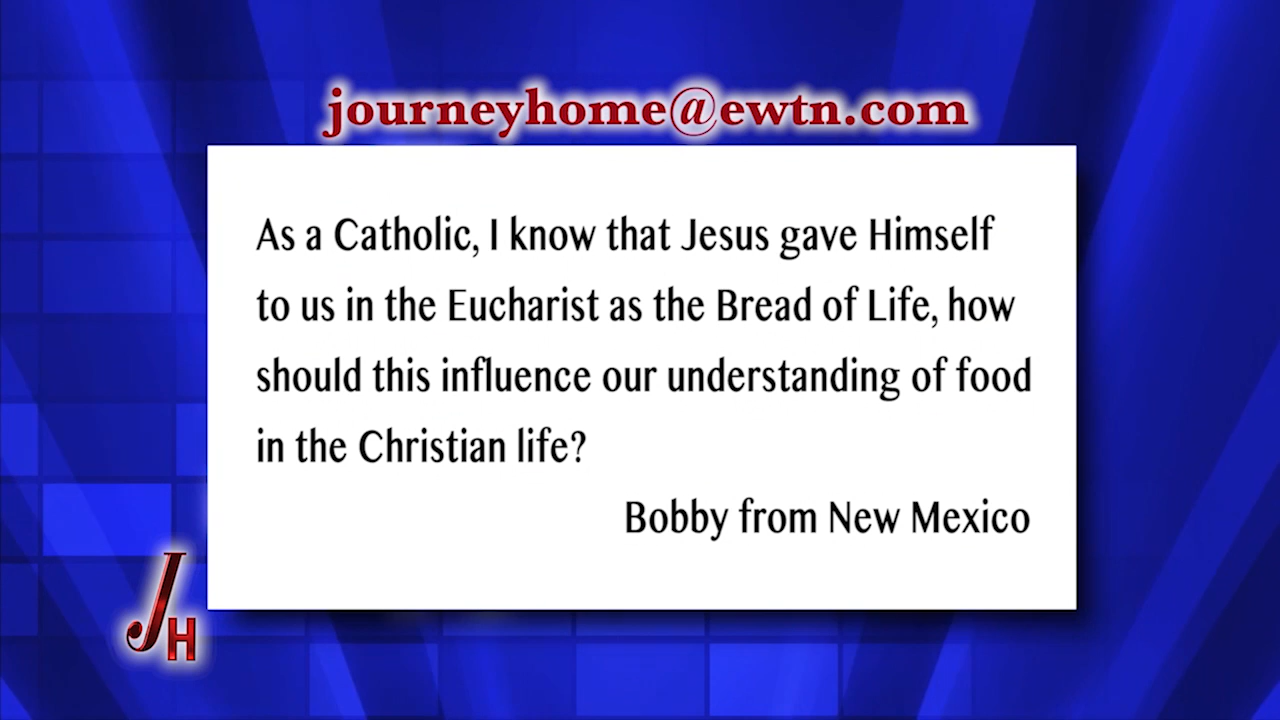 journeyhome@ewtn.com
As a Catholic, I know that Jesus gave Himself
to us in the Eucharist as the Bread of Life, how
should this influence our understanding of food
in the Christian life?
Bobby from New Mexico
JH